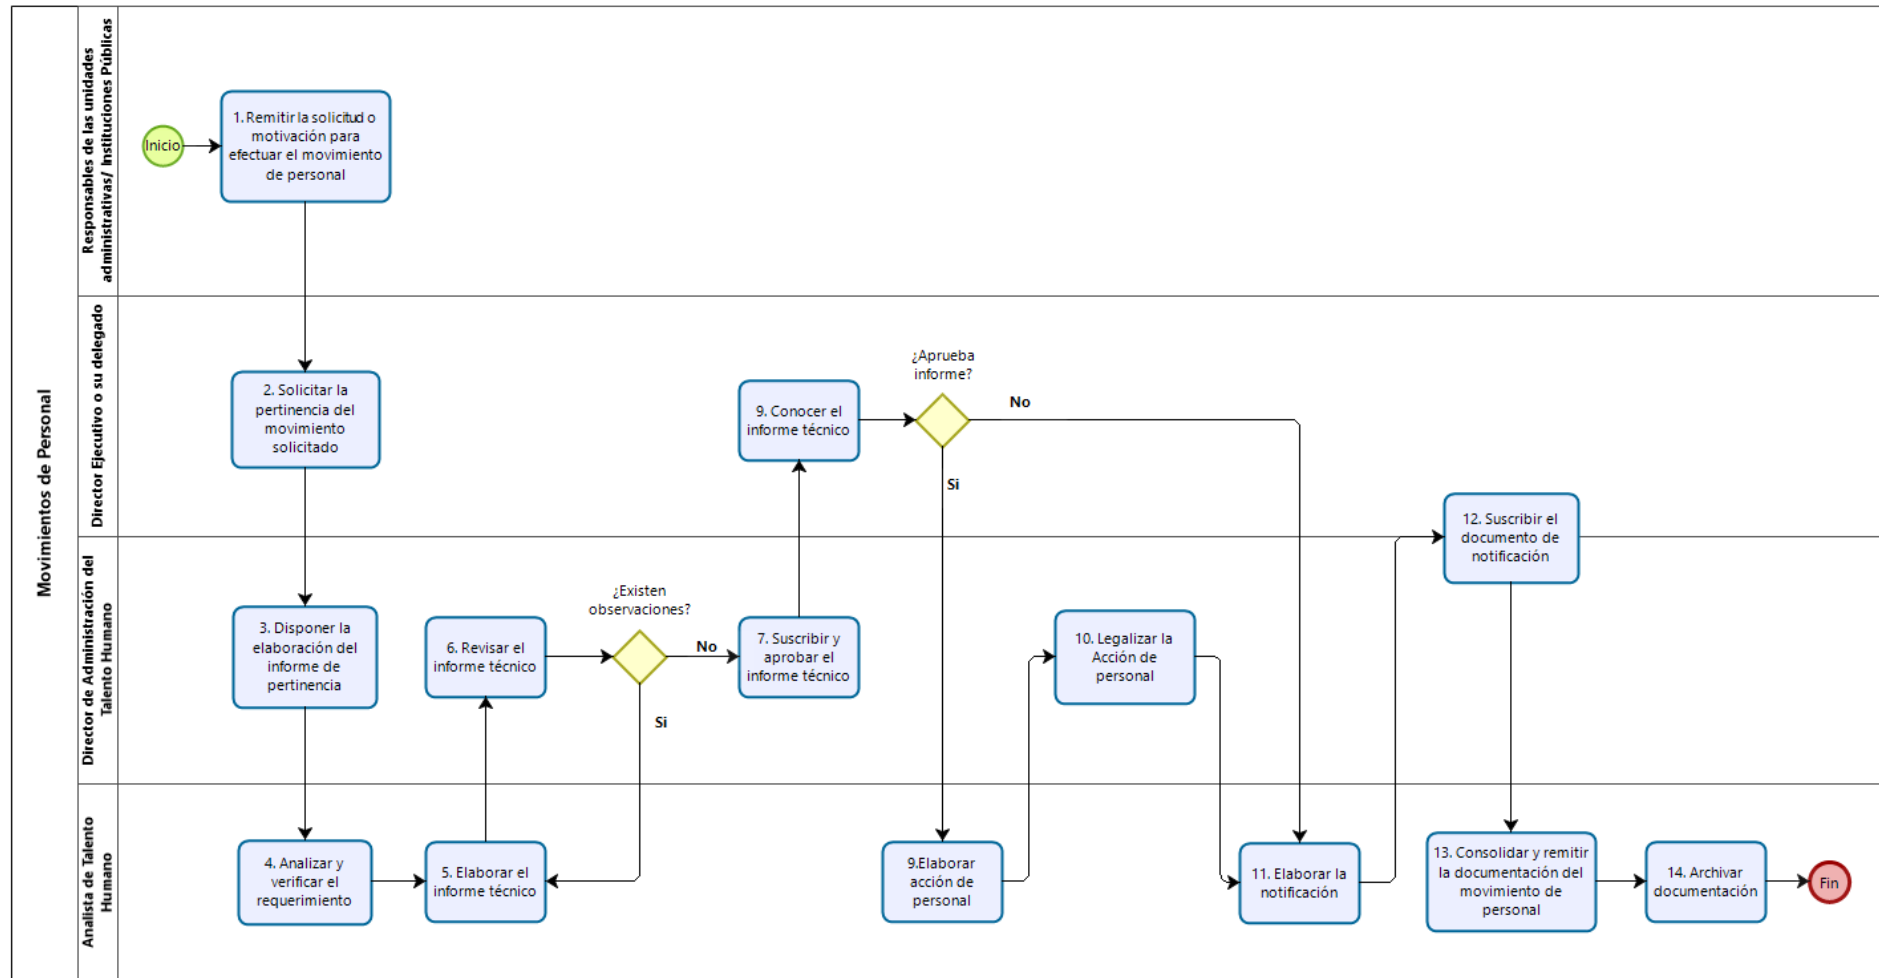 Movimientos de Personal
Responsables de las unidades
administrativas/ Instituciones Públicas
Inicio
1. Remitir la solicitud o
motivación para
efectuar el movimiento
de personal
Director Ejecutivo o su delegado
2. Solicitar la
pertinencia del
movimiento
solicitado
9. Conocer el
informe técnico
¿Aprueba
informe?
No
Si
12. Suscribir el
documento de
notificación
Director de Administración del
Talento Humano
3. Disponer la
elaboración del
informe de
pertinencia
6. Revisar el
informe técnico
¿Existen
observaciones?
No
Si
7. Suscribir y
aprobar el
informe técnico
10. Legalizar la
Acción de
personal
Analista de Talento
Humano
4. Analizar y
verificar el
requerimiento
5. Elaborar el
informe técnico
9.Elaborar
acción de
personal
11. Elaborar la
notificación
13. Consolidar y remitir
la documentación del
movimiento de
personal
14. Archivar
documentación
Fin